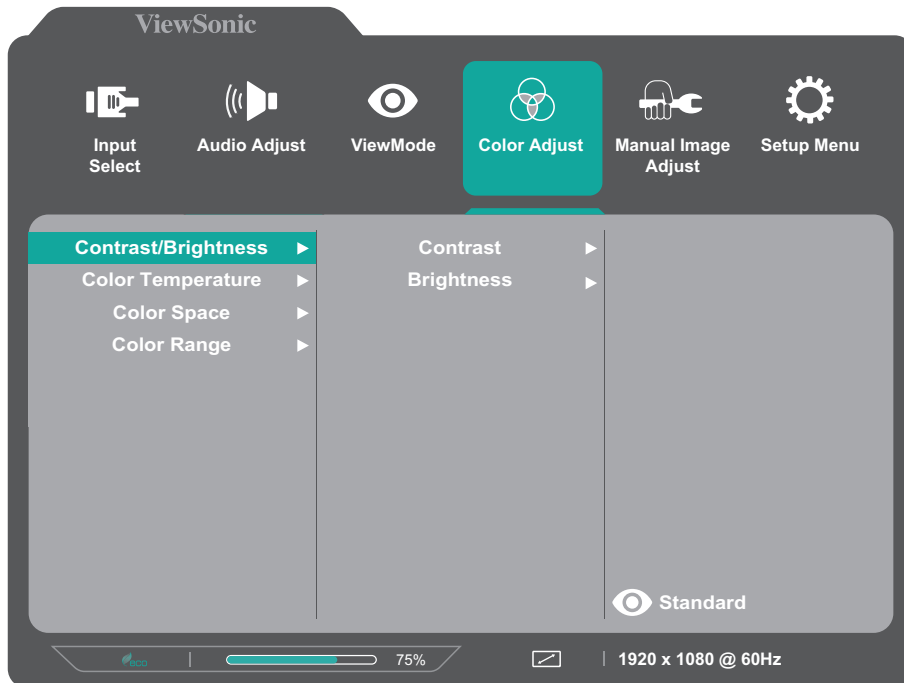 ViewSonic
Input Select
Audio Adjust
ViewMode
Color Adjust
Manual Image Adjust
Setup Menu
Contrast/Brightness
Color Temperature
Color Space
Color Range
Contrast
Brightness
Standard
eco
75%
1920 x 1080 @ 60Hz